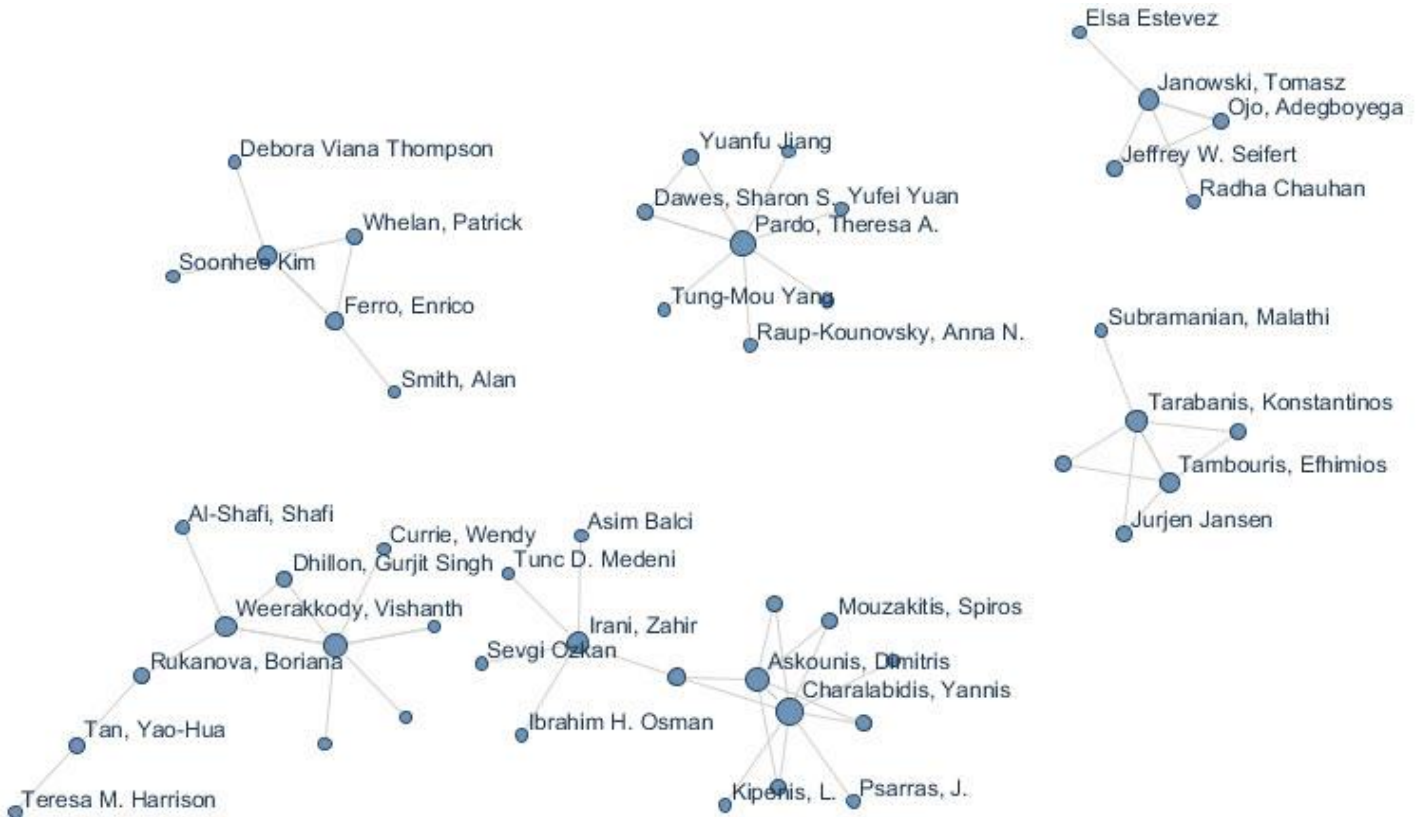 Elsa Estevez
Janowski, Tomasz
Ojo, Adegboyega
Jeffrey W. Seifert
Radha Chauhan
Debora Viana Thompson
Whelan, Patrick
Soonhee Kim
Ferro, Enrico
Smith, Alan
Yuanfu Jiang
Dawes, Sharon S.
Yufei Yuan
Pardo, Theresa A.
Tung-Mou Yang
Raup-Kounovsky, Anna N.
Subramanian, Malathi
Tarabanis, Konstantinos
Tambouris, Efhimios
Jurjen Jansen
Al-Shafi, Shafi
Currie, Wendy
Dhillon, Gurjit Singh
Weerakkody, Vishanth
Rukanova, Boriana
Tan, Yao-Hua
Teresa M. Harrison
Asim Balci
Tunc D. Medeni
Irani, Zahir
Sevgi Ozkan
Ibrahim H. Osman
Mouzakitis, Spiros
Askounis, Dimitris
Charalabidis, Yannis
Kipenis, L.
Psarras, J.